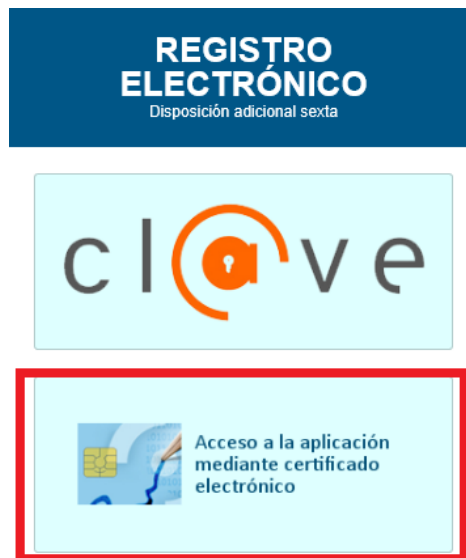 REGISTRO
ELECTRÓNICO
Disposición adicional sexta
cl@ve
Acceso a la aplicación
mediante certificado
electrónico